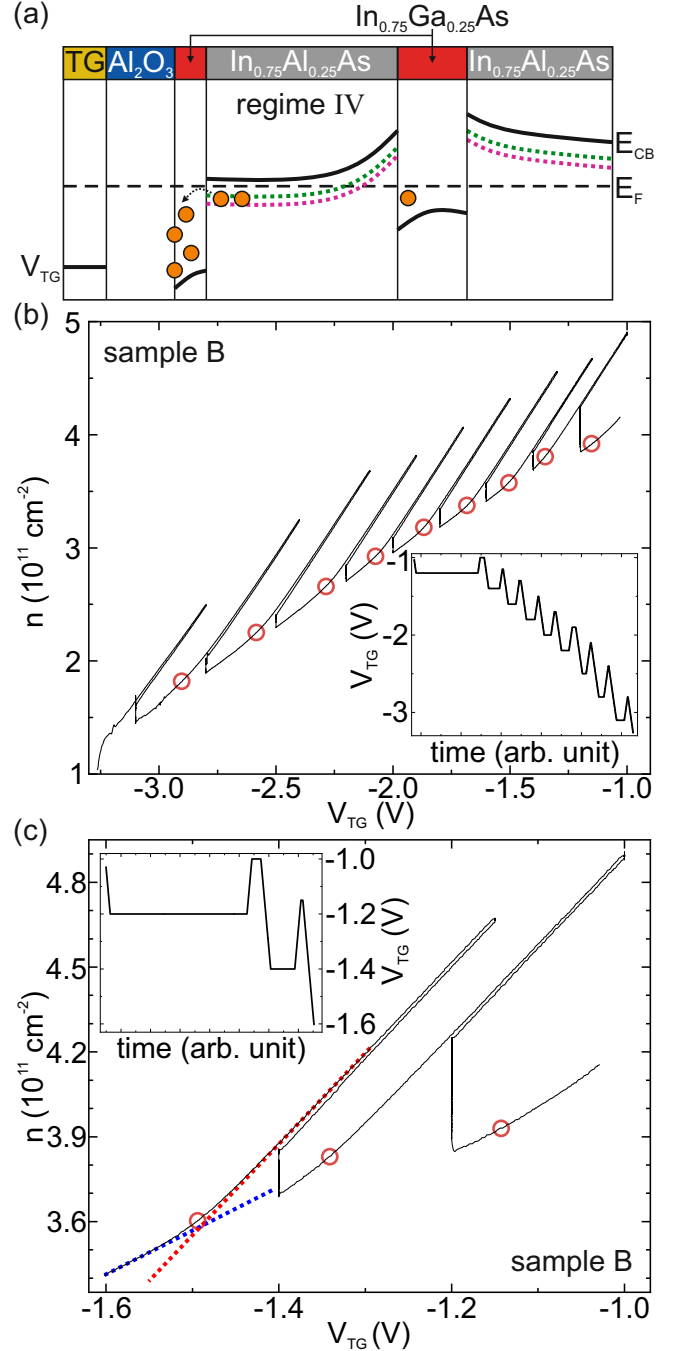 (a)
In0.75Ga0.25As
TG Al2O3 In0.75Al0.25As In0.75Al0.25As
regime IV
ECB
EF
VTG
(b)
sample B
5
4
3
2
1
n (10^11 cm^-2)
-3.0 -2.5 -2.0 -1.5 -1.0
VTG (V)
-1
-2
-3
VTG (V)
time (arb. unit)
(c)
-1.0
-1.2
-1.4
-1.6
VTG (V)
time (arb. unit)
4.8
4.5
4.2
3.9
3.6
n (10^11 cm^-2)
sample B
-1.6 -1.4 -1.2 -1.0
VTG (V)